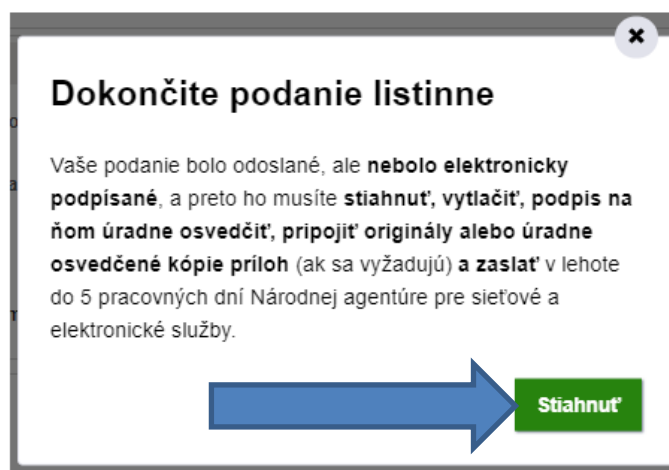 Dokončite podanie listinne
Vaše podanie bolo odoslané, ale nebolo elektronicky
podpísané, a preto ho musíte stiahnuť, vytlačiť, podpis na
ňom úradne osvedčiť, pripojiť originály alebo úradne
osvedčené kópie príloh (ak sa vyžadujú) a zaslať v lehote
do 5 pracovných dní Národnej agentúre pre sieťové a
elektronické služby.
Stiahnuť